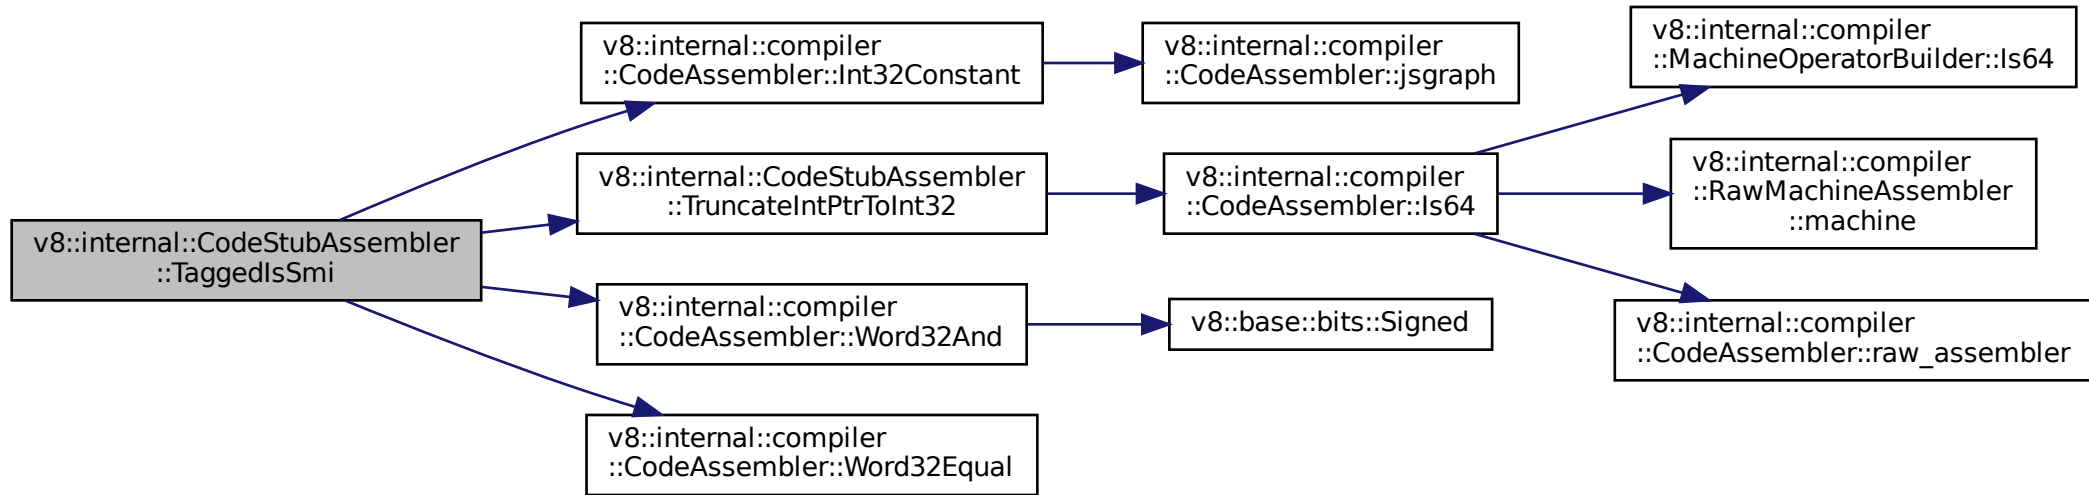 v8::internal::CodeStubAssembler
::TaggedIsSmi
v8::internal::compiler
::CodeAssembler::Int32Constant
v8::internal::compiler
::CodeAssembler::jsgraph
v8::internal::CodeStubAssembler
::TruncateIntPtrToInt32
v8::internal::compiler
::CodeAssembler::Is64
v8::internal::compiler
::MachineOperatorBuilder::Is64
v8::internal::compiler
::RawMachineAssembler
::machine
v8::internal::compiler
::CodeAssembler::raw_assembler
v8::internal::compiler
::CodeAssembler::Word32And
v8::base::bits::Signed
v8::internal::compiler
::CodeAssembler::Word32Equal